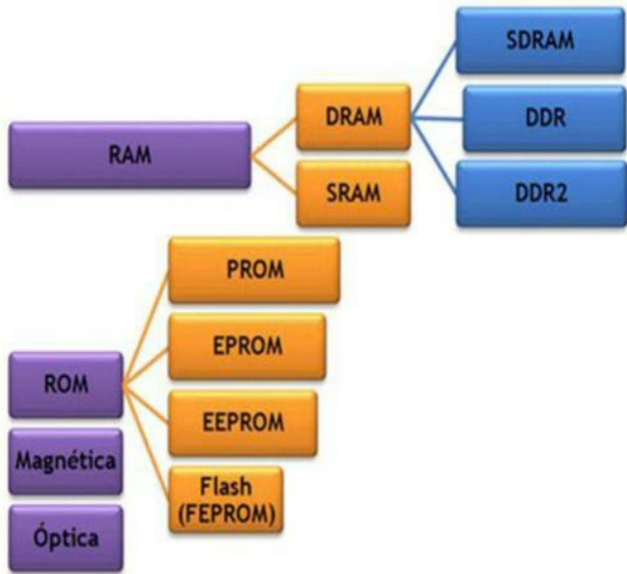 RAM
DRAM
SRAM
SDRAM
DDR
DDR2
ROM
PROM
EPROM
EEPROM
Flash
(FEPROM)
Magnética
Óptica